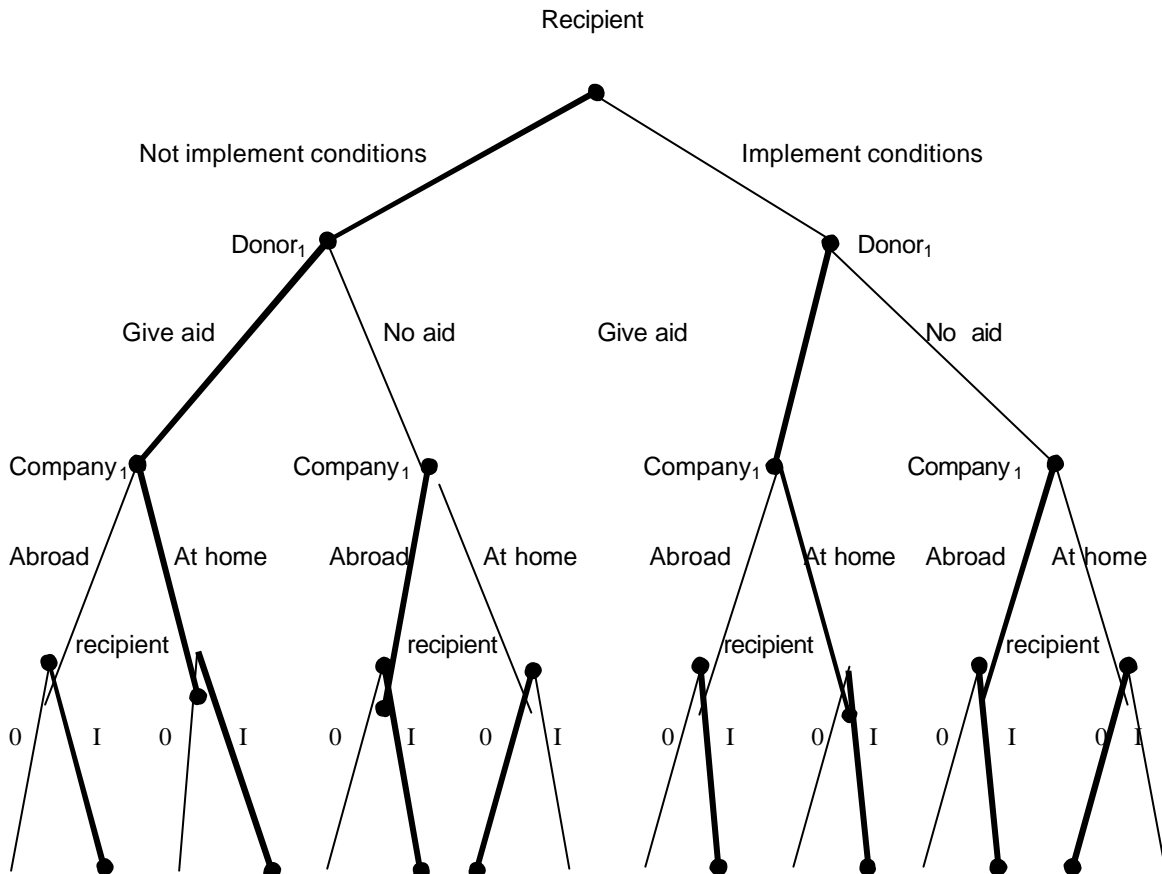 Recipient
Not implement conditions Implement conditions
Donor₁ Donor₁
Give aid No aid Give aid No aid
Company₁ Company₁ Company₁ Company₁
Abroad At home Abroad At home Abroad At home Abroad At home
recipient recipient recipient recipient
0 I 0 I 0 I 0 I 0 I 0 I 0 I 0 I